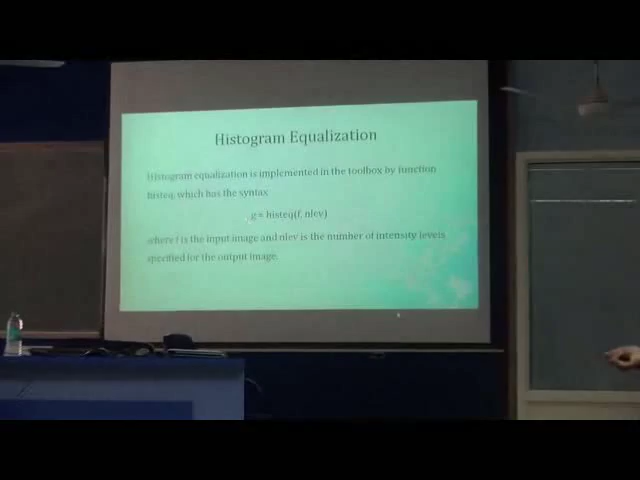 Histogram Equalization
Histogram equalization is implemented in the toolbox by function
histeq, which has the syntax
g = histeq(f, nlev)
where f is the input image and nlev is the number of intensity levels
specified for the output image.